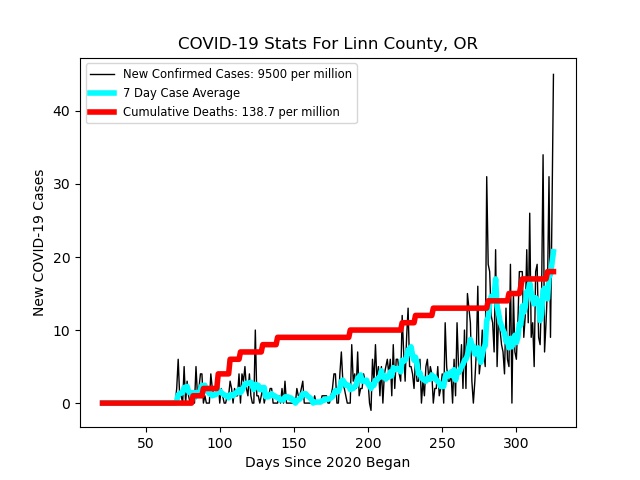 COVID-19 Stats For Linn County, OR
New Confirmed Cases: 9500 per million
7 Day Case Average
Cumulative Deaths: 138.7 per million
New COVID-19 Cases
40
30
20
10
0
50 100 150 200 250 300
Days Since 2020 Began